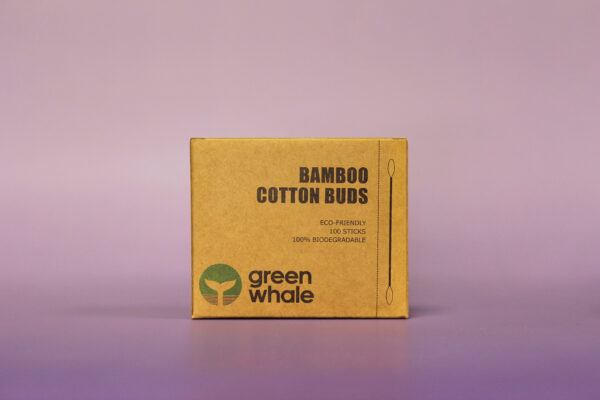 BAMBOO
COTTON BUDS
ECO-FRIENDLY
100 STICKS
100% BIODEGRADABLE
green
whale